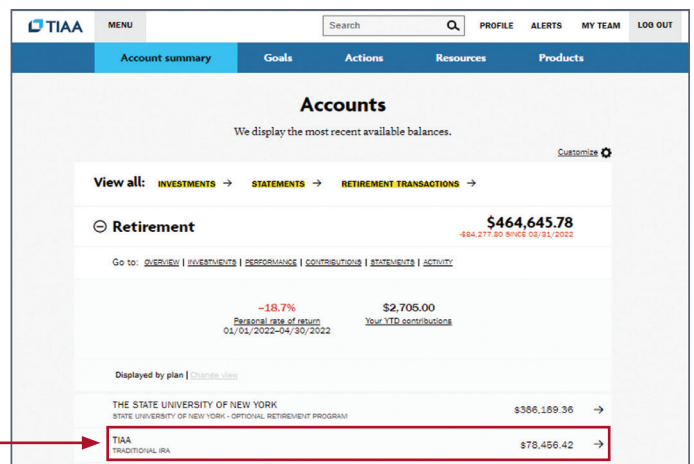 TIAA MENU Search PROFILE ALERTS MY TEAM LOG OUT
Account summary Goals Actions Resources Products
Accounts
We display the most recent available balances.
Customize
View all: INVESTMENTS → STATEMENTS → RETIREMENT TRANSACTIONS →
Retirement $464,645.78
-$84,277.80 SINCE 03/31/2022
Go to: OVERVIEW | INVESTMENTS | PERFORMANCE | CONTRIBUTIONS | STATEMENTS | ACTIVITY
–18.7% $2,705.00
Personal rate of return Your YTD contributions
01/01/2022–04/30/2022
Displayed by plan | Change view
THE STATE UNIVERSITY OF NEW YORK
STATE UNIVERSITY OF NEW YORK - OPTIONAL RETIREMENT PROGRAM
$386,189.36 →
TIAA
TRADITIONAL IRA
$78,456.42 →